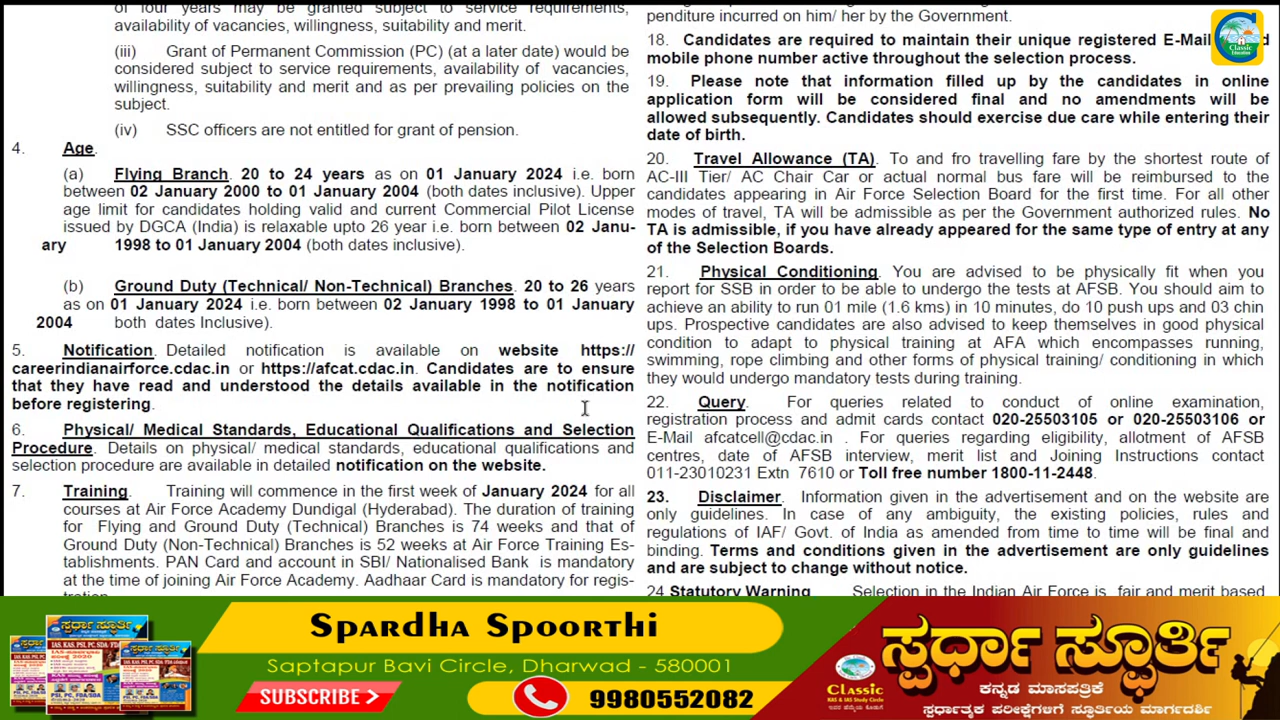 of four years may be granted subject to service requirements,
availability of vacancies, willingness, suitability and merit.
(iii) Grant of Permanent Commission (PC) (at a later date) would be
considered subject to service requirements, availability of vacancies,
willingness, suitability and merit and as per prevailing policies on the
subject.
(iv) SSC officers are not entitled for grant of pension.
4. Age.
(a) Flying Branch. 20 to 24 years as on 01 January 2024 i.e. born
between 02 January 2000 to 01 January 2004 (both dates inclusive). Upper
age limit for candidates holding valid and current Commercial Pilot License
issued by DGCA (India) is relaxable upto 26 year i.e. born between 02 Janu-
ary 1998 to 01 January 2004 (both dates inclusive).
(b) Ground Duty (Technical/ Non-Technical) Branches. 20 to 26 years
as on 01 January 2024 i.e. born between 02 January 1998 to 01 January
2004 both dates Inclusive).
5. Notification. Detailed notification is available on website https://
careerindianairforce.cdac.in or https://afcat.cdac.in. Candidates are to ensure
that they have read and understood the details available in the notification
before registering.
6. Physical/ Medical Standards, Educational Qualifications and Selection
Procedure. Details on physical/ medical standards, educational qualifications and
selection procedure are available in detailed notification on the website.
7. Training. Training will commence in the first week of January 2024 for all
courses at Air Force Academy Dundigal (Hyderabad). The duration of training
for Flying and Ground Duty (Technical) Branches is 74 weeks and that of
Ground Duty (Non-Technical) Branches is 52 weeks at Air Force Training Es-
tablishments. PAN Card and account in SBI/ Nationalised Bank is mandatory
at the time of joining Air Force Academy. Aadhaar Card is mandatory for regis-
tration.
penditure incurred on him/ her by the Government.
18. Candidates are required to maintain their unique registered E-Mail
mobile phone number active throughout the selection process.
19. Please note that information filled up by the candidates in online
application form will be considered final and no amendments will be
allowed subsequently. Candidates should exercise due care while entering their
date of birth.
20. Travel Allowance (TA). To and fro travelling fare by the shortest route of
AC-III Tier/ AC Chair Car or actual normal bus fare will be reimbursed to the
candidates appearing in Air Force Selection Board for the first time. For all other
modes of travel, TA will be admissible as per the Government authorized rules. No
TA is admissible, if you have already appeared for the same type of entry at any
of the Selection Boards.
21. Physical Conditioning. You are advised to be physically fit when you
report for SSB in order to be able to undergo the tests at AFSB. You should aim to
achieve an ability to run 01 mile (1.6 kms) in 10 minutes, do 10 push ups and 03 chin
ups. Prospective candidates are also advised to keep themselves in good physical
condition to adapt to physical training at AFA which encompasses running,
swimming, rope climbing and other forms of physical training/ conditioning in which
they would undergo mandatory tests during training.
22. Query. For queries related to conduct of online examination,
registration process and admit cards contact 020-25503105 or 020-25503106 or
E-Mail afcatcell@cdac.in . For queries regarding eligibility, allotment of AFSB
centres, date of AFSB interview, merit list and Joining Instructions contact
011-23010231 Extn 7610 or Toll free number 1800-11-2448.
23. Disclaimer. Information given in the advertisement and on the website are
only guidelines. In case of any ambiguity, the existing policies, rules and
regulations of IAF/ Govt. of India as amended from time to time will be final and
binding. Terms and conditions given in the advertisement are only guidelines
and are subject to change without notice.
24 Statutory Warning Selection in the Indian Air Force is fair and merit based
Classic
Education
Spardha Spoorthi
Saptapur Bavi Circle Dharwad - 580001
SUBSCRIBE >
9980552082
Classic
KAS & IAS Study Circle
ಸ್ಪರ್ಧಾ ಸ್ಫೂರ್ತಿ
ಕನ್ನಡ ಮಾಸಪತ್ರಿಕೆ
ಸ್ಪರ್ಧಾತ್ಮಕ ಪರೀಕ್ಷೆಗಳಿಗೆ ಸ್ಫೂರ್ತಿಯ ಮಾರ್ಗದರ್ಶಿ